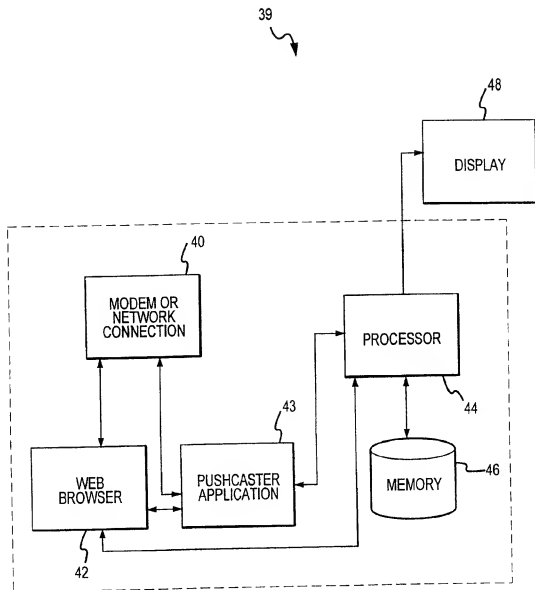 39
48
DISPLAY
40
MODEM OR
NETWORK
CONNECTION
PROCESSOR
44
43
WEB
BROWSER
PUSHCASTER
APPLICATION
MEMORY
46
42